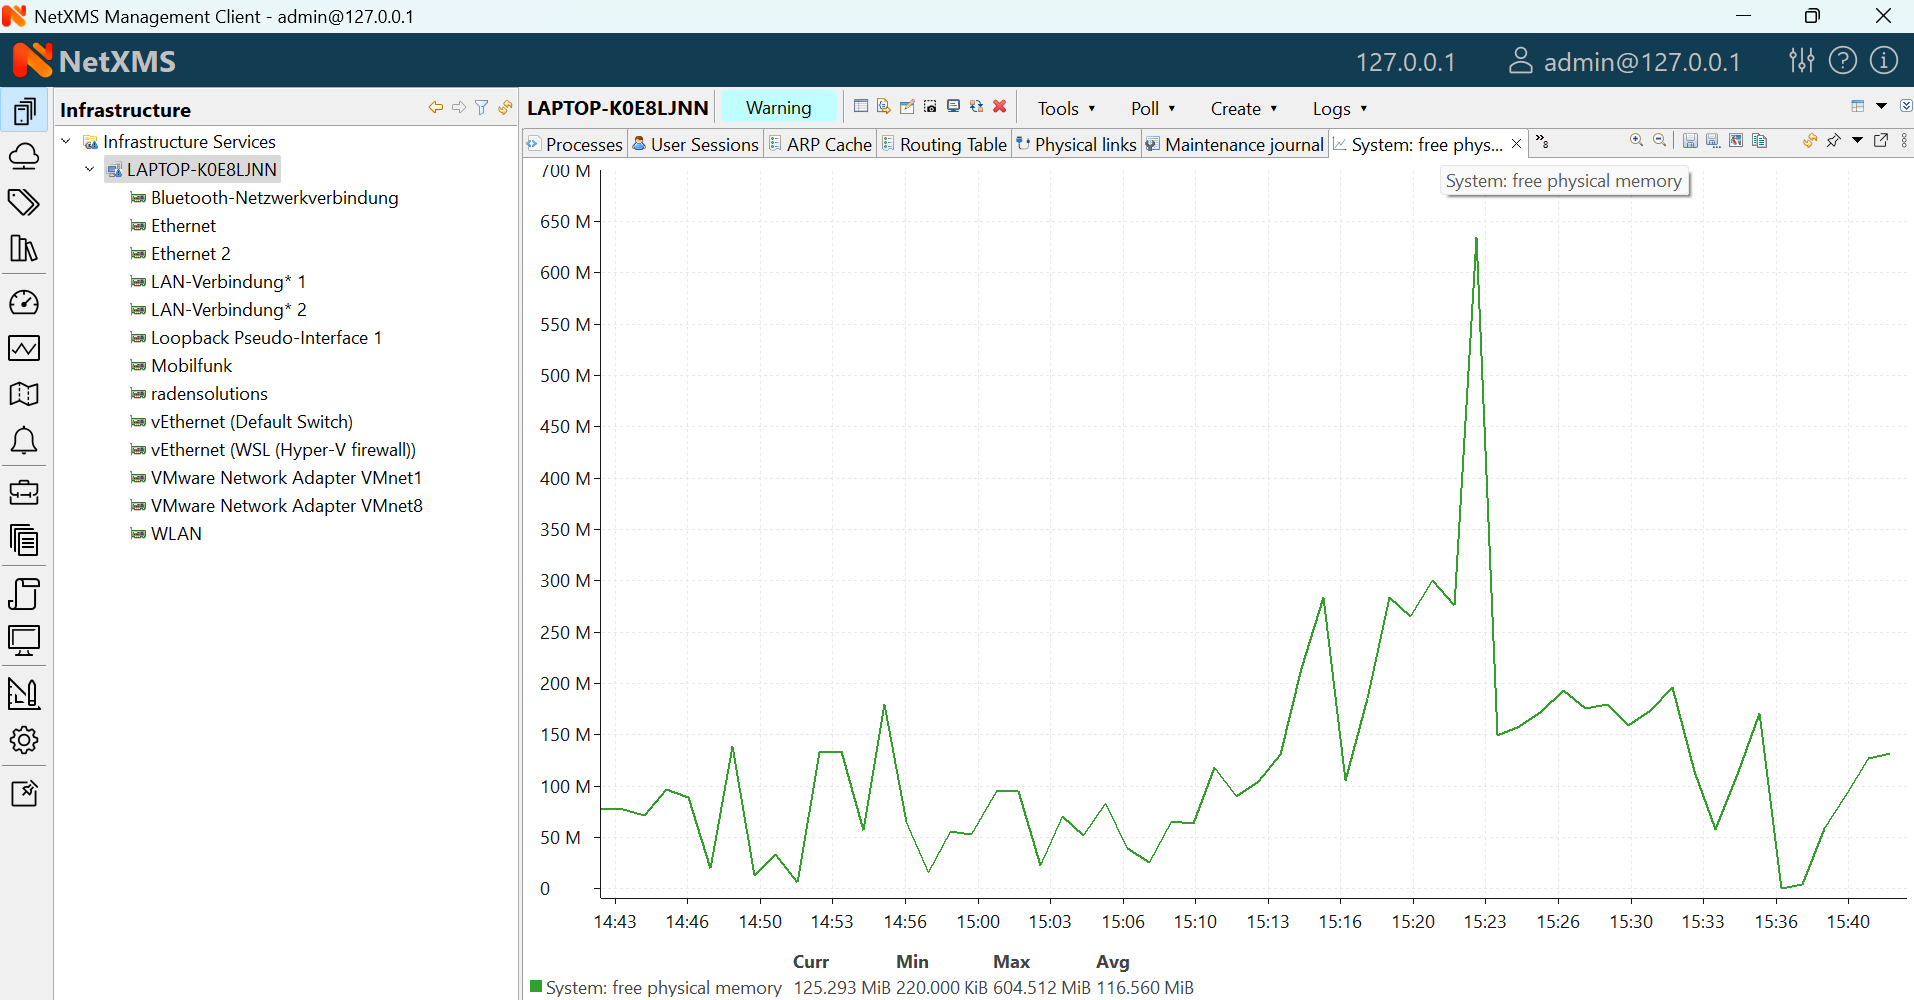 NetXMS Management Client - admin@127.0.0.1
NetXMS
127.0.0.1
admin@127.0.0.1
Infrastructure
LAPTOP-K0E8LJNN
Warning
Tools
Poll
Create
Logs
Processes
User Sessions
ARP Cache
Routing Table
Physical links
Maintenance journal
System: free phys...
8
System: free physical memory
Infrastructure Services
LAPTOP-K0E8LJNN
Bluetooth-Netzwerkverbindung
Ethernet
Ethernet 2
LAN-Verbindung* 1
LAN-Verbindung* 2
Loopback Pseudo-Interface 1
Mobilfunk
radensolutions
vEthernet (Default Switch)
vEthernet (WSL (Hyper-V firewall))
VMware Network Adapter VMnet1
VMware Network Adapter VMnet8
WLAN
700 M
650 M
600 M
550 M
500 M
450 M
400 M
350 M
300 M
250 M
200 M
150 M
100 M
50 M
0
14:43 14:46 14:50 14:53 14:56 15:00 15:03 15:06 15:10 15:13 15:16 15:20 15:23 15:26 15:30 15:33 15:36 15:40
Curr Min Max Avg
System: free physical memory 125.293 MiB 220.000 KiB 604.512 MiB 116.560 MiB